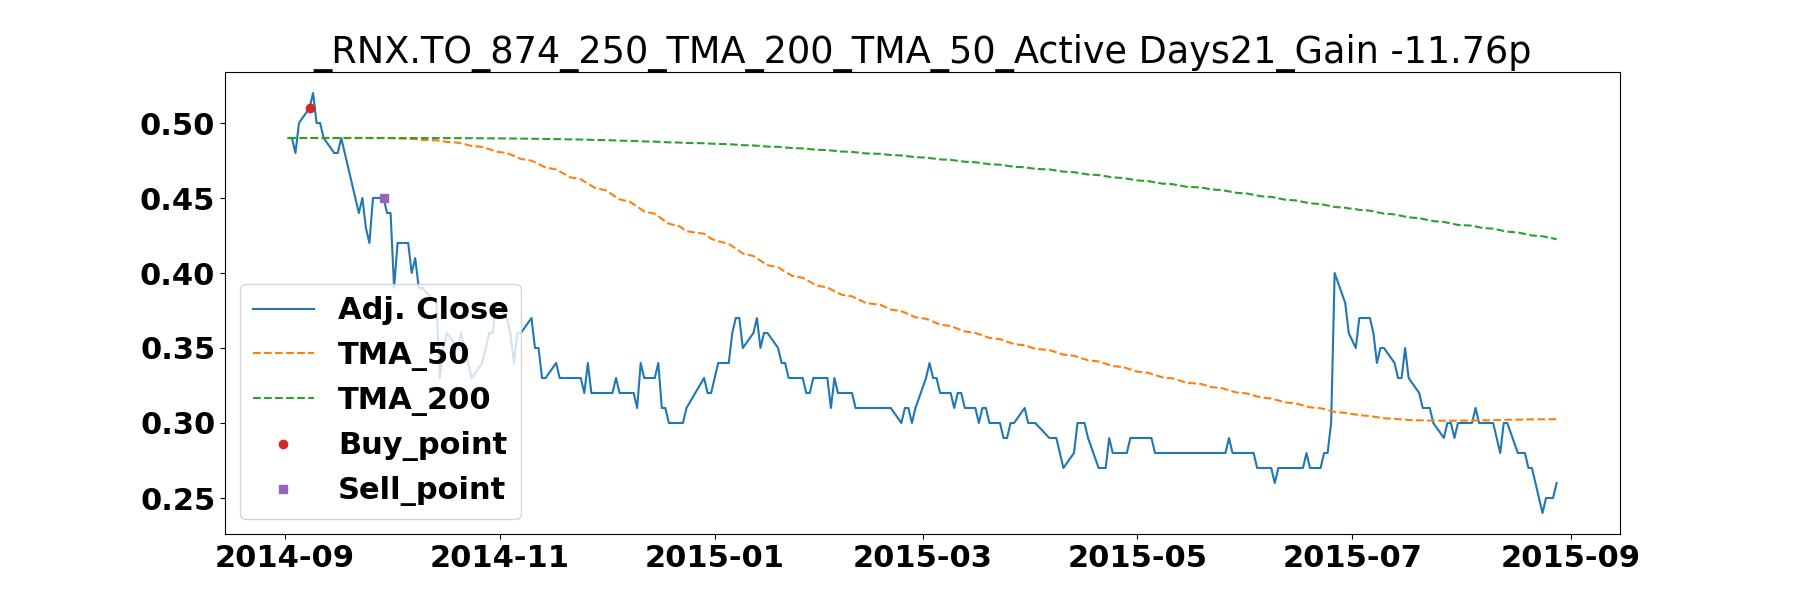 _RNX.TO_874_250_TMA_200_TMA_50_Active Days21_Gain -11.76p
0.50
0.45
0.40
0.35
0.30
0.25
Adj. Close
TMA_50
TMA_200
Buy_point
Sell_point
2014-09 2014-11 2015-01 2015-03 2015-05 2015-07 2015-09